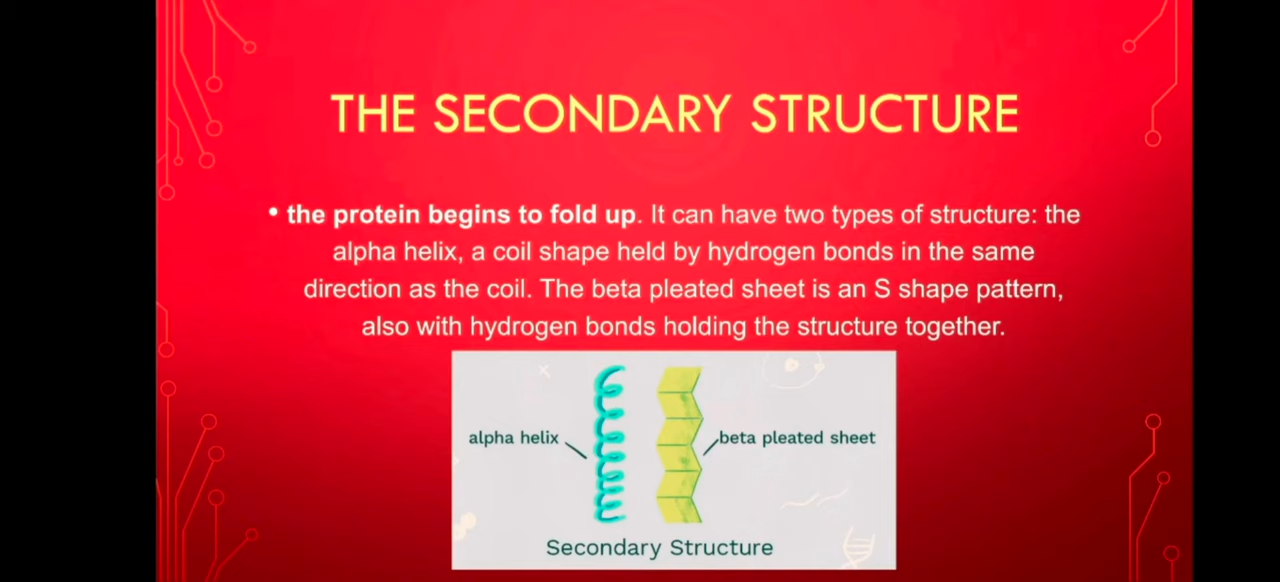 THE SECONDARY STRUCTURE
• the protein begins to fold up. It can have two types of structure: the
alpha helix, a coil shape held by hydrogen bonds in the same
direction as the coil. The beta pleated sheet is an S shape pattern,
also with hydrogen bonds holding the structure together.
alpha helix
beta pleated sheet
Secondary Structure